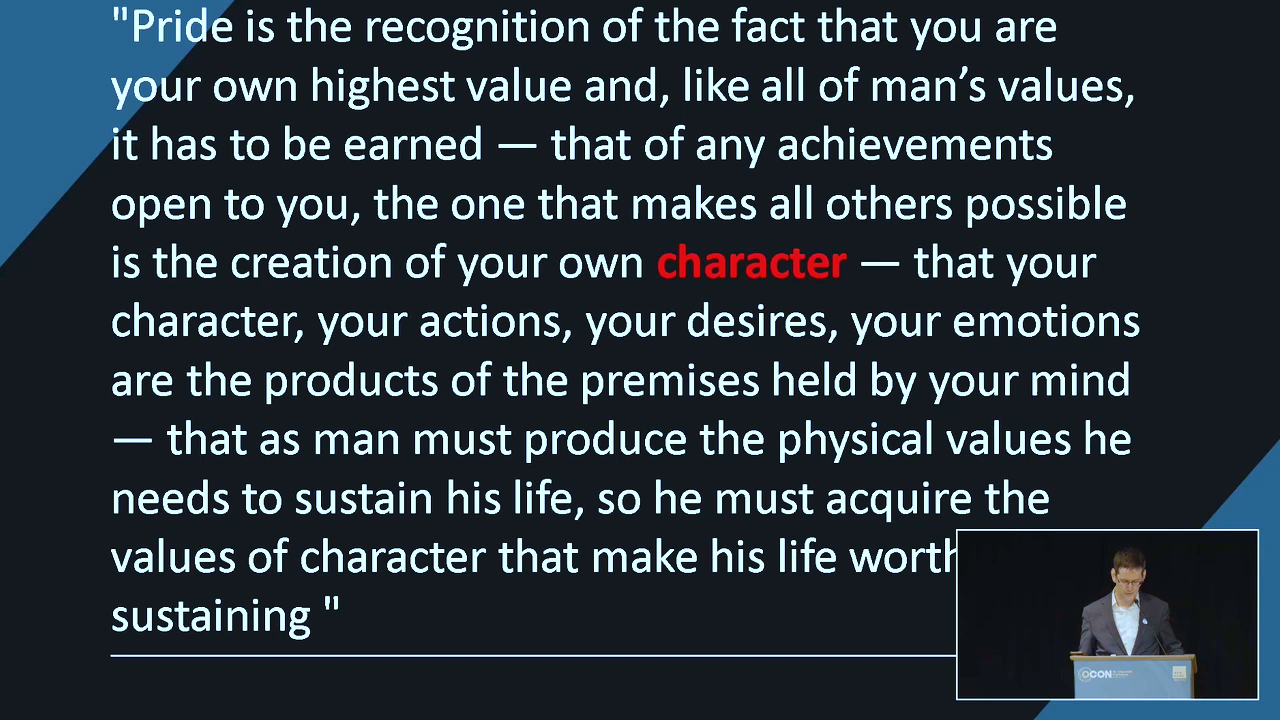 "Pride is the recognition of the fact that you are
your own highest value and, like all of man’s values,
it has to be earned — that of any achievements
open to you, the one that makes all others possible
is the creation of your own character — that your
character, your actions, your desires, your emotions
are the products of the premises held by your mind
— that as man must produce the physical values he
needs to sustain his life, so he must acquire the
values of character that make his life worth
sustaining "
OCON